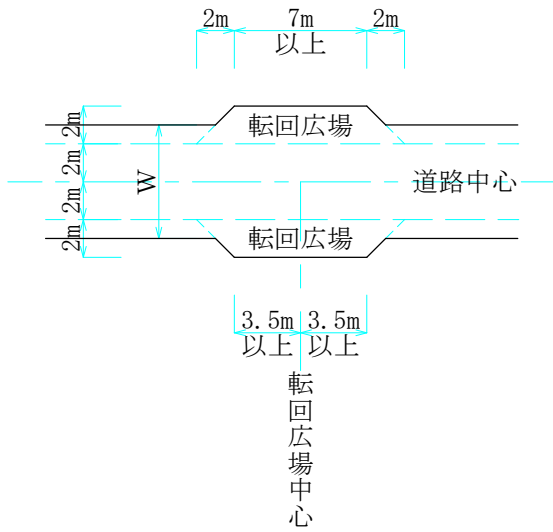 2m 7m 2m
以上
転回広場
2m
2m
W
道路中心
2m
2m
転回広場
3.5m 3.5m
以上 以上
転回広場中心